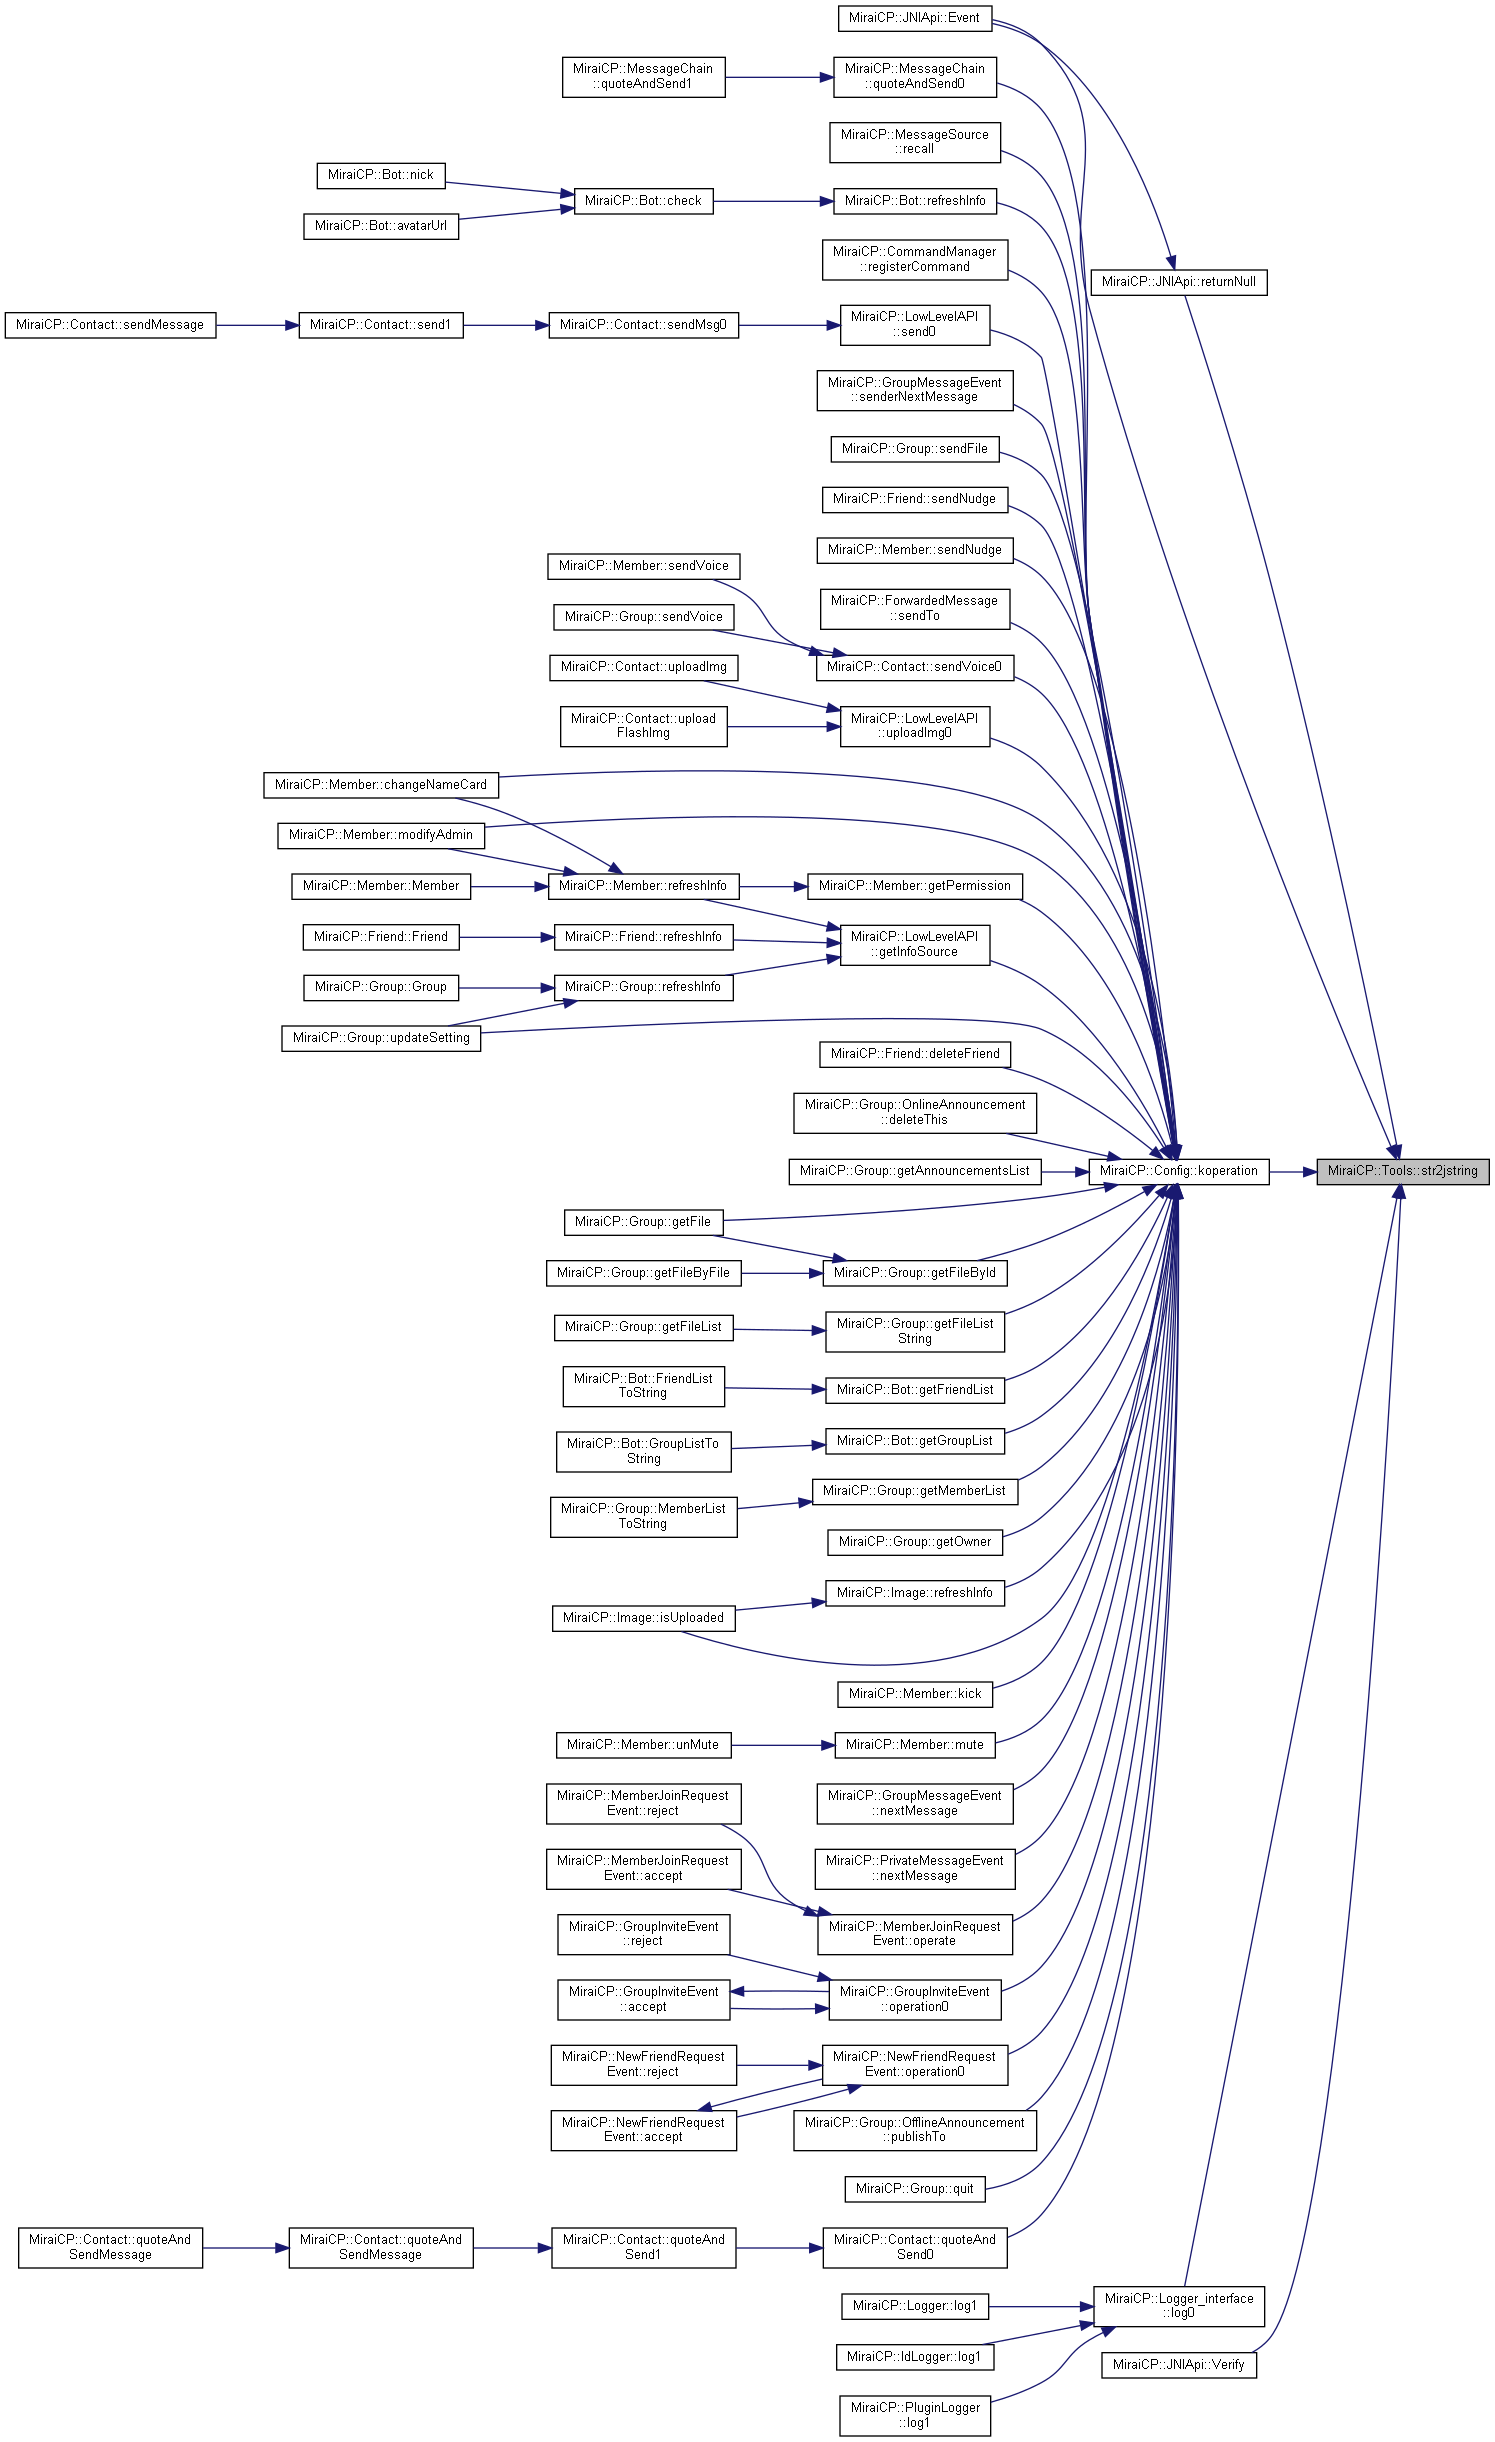 MiraiCP::JNIApi::Event
MiraiCP::MessageChain
::quoteAndSend1
MiraiCP::MessageChain
::quoteAndSend0
MiraiCP::MessageSource
::recall
MiraiCP::Bot::nick
MiraiCP::Bot::check
MiraiCP::Bot::refreshInfo
MiraiCP::Bot::avatarUrl
MiraiCP::CommandManager
::registerCommand
MiraiCP::JNIApi::returnNull
MiraiCP::Contact::sendMessage
MiraiCP::Contact::send1
MiraiCP::Contact::sendMsg0
MiraiCP::LowLevelAPI
::send0
MiraiCP::GroupMessageEvent
::senderNextMessage
MiraiCP::Group::sendFile
MiraiCP::Friend::sendNudge
MiraiCP::Member::sendNudge
MiraiCP::Member::sendVoice
MiraiCP::ForwardedMessage
::sendTo
MiraiCP::Group::sendVoice
MiraiCP::Contact::uploadImg
MiraiCP::Contact::sendVoice0
MiraiCP::Contact::upload
FlashImg
MiraiCP::LowLevelAPI
::uploadImg0
MiraiCP::Member::changeNameCard
MiraiCP::Member::modifyAdmin
MiraiCP::Member::Member
MiraiCP::Member::refreshInfo
MiraiCP::Member::getPermission
MiraiCP::Friend::Friend
MiraiCP::Friend::refreshInfo
MiraiCP::LowLevelAPI
::getInfoSource
MiraiCP::Group::Group
MiraiCP::Group::refreshInfo
MiraiCP::Group::updateSetting
MiraiCP::Friend::deleteFriend
MiraiCP::Group::OnlineAnnouncement
::deleteThis
MiraiCP::Group::getAnnouncementsList
MiraiCP::Config::koperation
MiraiCP::Tools::str2jstring
MiraiCP::Group::getFile
MiraiCP::Group::getFileByFile
MiraiCP::Group::getFileById
MiraiCP::Group::getFileList
MiraiCP::Group::getFileList
String
MiraiCP::Bot::FriendList
ToString
MiraiCP::Bot::getFriendList
MiraiCP::Bot::GroupListTo
String
MiraiCP::Bot::getGroupList
MiraiCP::Group::MemberList
ToString
MiraiCP::Group::getMemberList
MiraiCP::Group::getOwner
MiraiCP::Image::refreshInfo
MiraiCP::Image::isUploaded
MiraiCP::Member::kick
MiraiCP::Member::unMute
MiraiCP::Member::mute
MiraiCP::MemberJoinRequest
Event::reject
MiraiCP::GroupMessageEvent
::nextMessage
MiraiCP::MemberJoinRequest
Event::accept
MiraiCP::PrivateMessageEvent
::nextMessage
MiraiCP::GroupInviteEvent
::reject
MiraiCP::MemberJoinRequest
Event::operate
MiraiCP::GroupInviteEvent
::accept
MiraiCP::GroupInviteEvent
::operation0
MiraiCP::NewFriendRequest
Event::reject
MiraiCP::NewFriendRequest
Event::operation0
MiraiCP::NewFriendRequest
Event::accept
MiraiCP::Group::OfflineAnnouncement
::publishTo
MiraiCP::Group::quit
MiraiCP::Contact::quoteAnd
SendMessage
MiraiCP::Contact::quoteAnd
SendMessage
MiraiCP::Contact::quoteAnd
Send1
MiraiCP::Contact::quoteAnd
Send0
MiraiCP::Logger::log1
MiraiCP::Logger_interface
::log0
MiraiCP::IdLogger::log1
MiraiCP::JNIApi::Verify
MiraiCP::PluginLogger
::log1